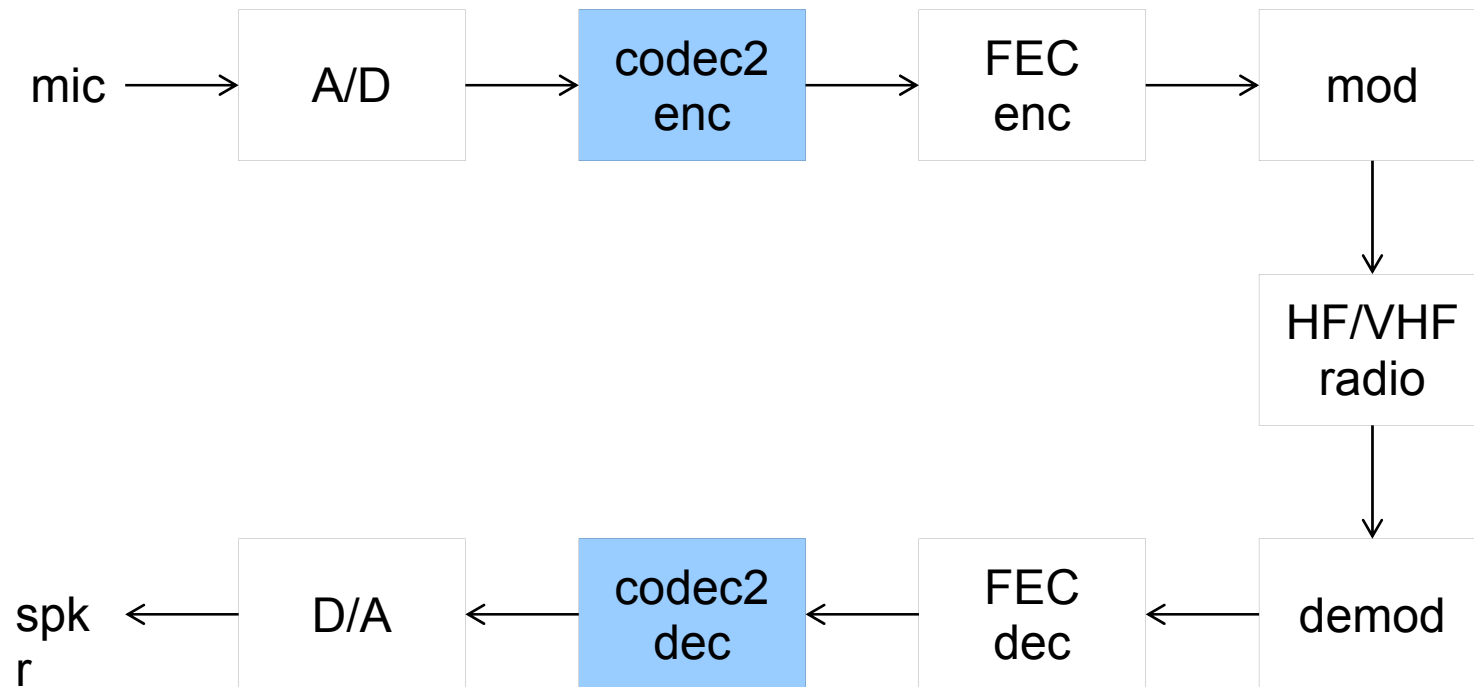 mic
A/D
codec2
enc
FEC
enc
mod
HF/VHF
radio
demod
FEC
dec
codec2
dec
D/A
spk
r